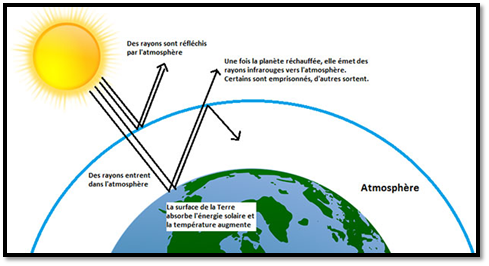 Des rayons sont réfléchis
par l'atmosphère
Une fois la planète réchauffée, elle émet des
rayons infrarouges vers l'atmosphère.
Certains sont emprisonnés, d'autres sortent.
Des rayons entrent
dans l'atmosphère
Atmosphère
La surface de la Terre
absorbe l'énergie solaire et
la température augmente